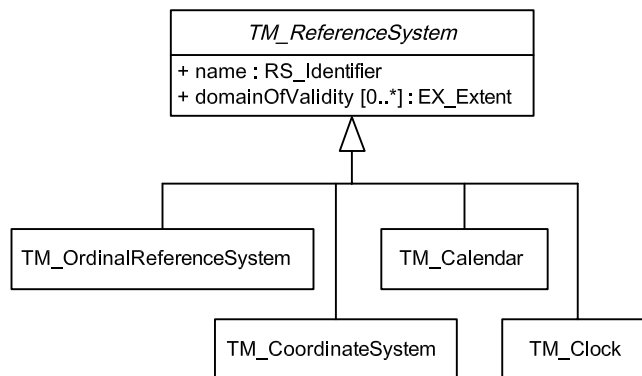 TM_ReferenceSystem
+ name : RS_Identifier
+ domainOfValidity [0..*] : EX_Extent
TM_OrdinalReferenceSystem
TM_Calendar
TM_CoordinateSystem
TM_Clock